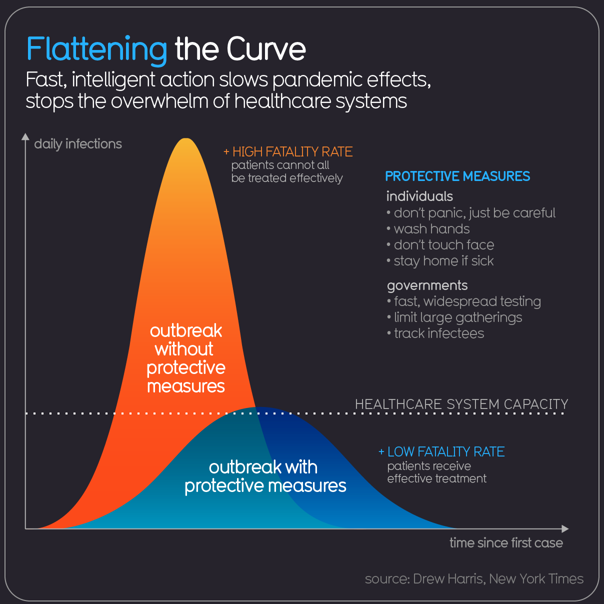 Flattening the Curve
Fast, intelligent action slows pandemic effects,
stops the overwhelm of healthcare systems
daily infections
+ HIGH FATALITY RATE
patients cannot all
be treated effectively
PROTECTIVE MEASURES
individuals
• don't panic, just be careful
• wash hands
• don't touch face
• stay home if sick
governments
• fast, widespread testing
• limit large gatherings
• track infectees
outbreak
without
protective
measures
HEALTHCARE SYSTEM CAPACITY
+ LOW FATALITY RATE
patients receive
effective treatment
outbreak with
protective measures
time since first case
source: Drew Harris, New York Times